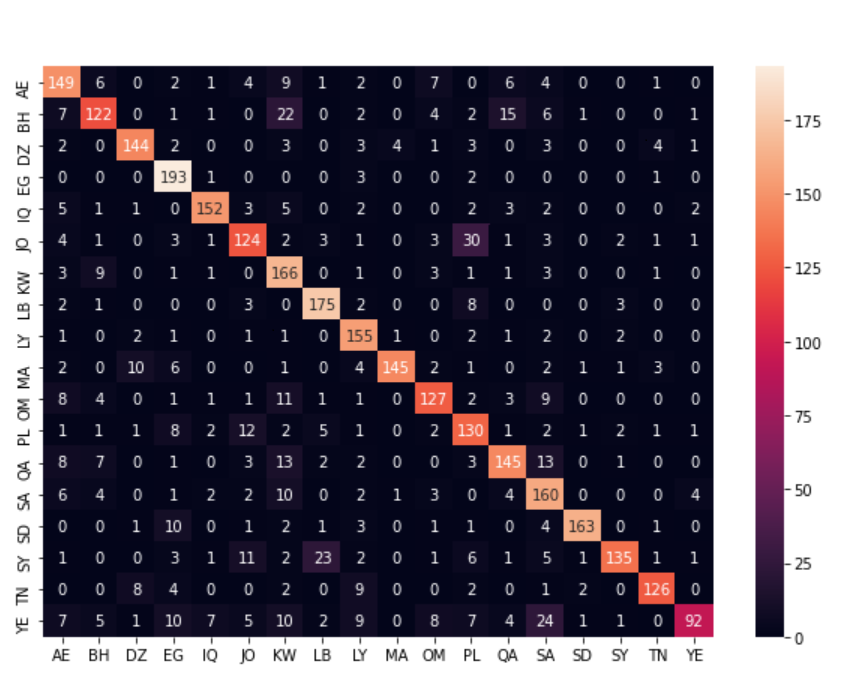 AE 149 6 0 2 1 4 9 1 2 0 7 0 6 4 0 0 1 0
BH 7 122 0 1 1 0 22 0 2 0 4 2 15 6 1 0 0 1
DZ 2 0 144 2 0 0 3 0 3 4 1 3 0 3 0 0 4 1
EG 0 0 0 193 1 0 0 0 3 0 0 2 0 0 0 0 1 0
IQ 5 1 1 0 152 3 5 0 2 0 0 2 3 2 0 0 0 2
JO 4 1 0 3 1 124 2 3 1 0 3 30 1 3 0 2 1 1
KW 3 9 0 1 1 0 166 0 1 0 3 1 1 3 0 0 1 0
LB 2 1 0 0 0 3 0 175 2 0 0 8 0 0 0 3 0 0
LY 1 0 2 1 0 1 1 0 155 1 0 2 1 2 0 2 0 0
MA 2 0 10 6 0 0 1 0 4 145 2 1 0 2 1 1 3 0
OM 8 4 0 1 1 1 11 1 1 0 127 2 3 9 0 0 0 0
PL 1 1 1 8 2 12 2 5 1 0 2 130 1 2 1 2 1 1
QA 8 7 0 1 0 3 13 2 2 0 0 3 145 13 0 1 0 0
SA 6 4 0 1 2 2 10 0 2 1 3 0 4 160 0 0 0 4
SD 0 0 1 10 0 1 2 1 3 0 1 1 0 4 163 0 1 0
SY 1 0 0 3 1 11 2 23 2 0 1 6 1 5 1 135 1 1
TN 0 0 8 4 0 0 2 0 9 0 0 2 0 1 2 0 126 0
YE 7 5 1 10 7 5 10 2 9 0 8 7 4 24 1 1 0 92
AE BH DZ EG IQ JO KW LB LY MA OM PL QA SA SD SY TN YE
175
150
125
100
75
50
25
0